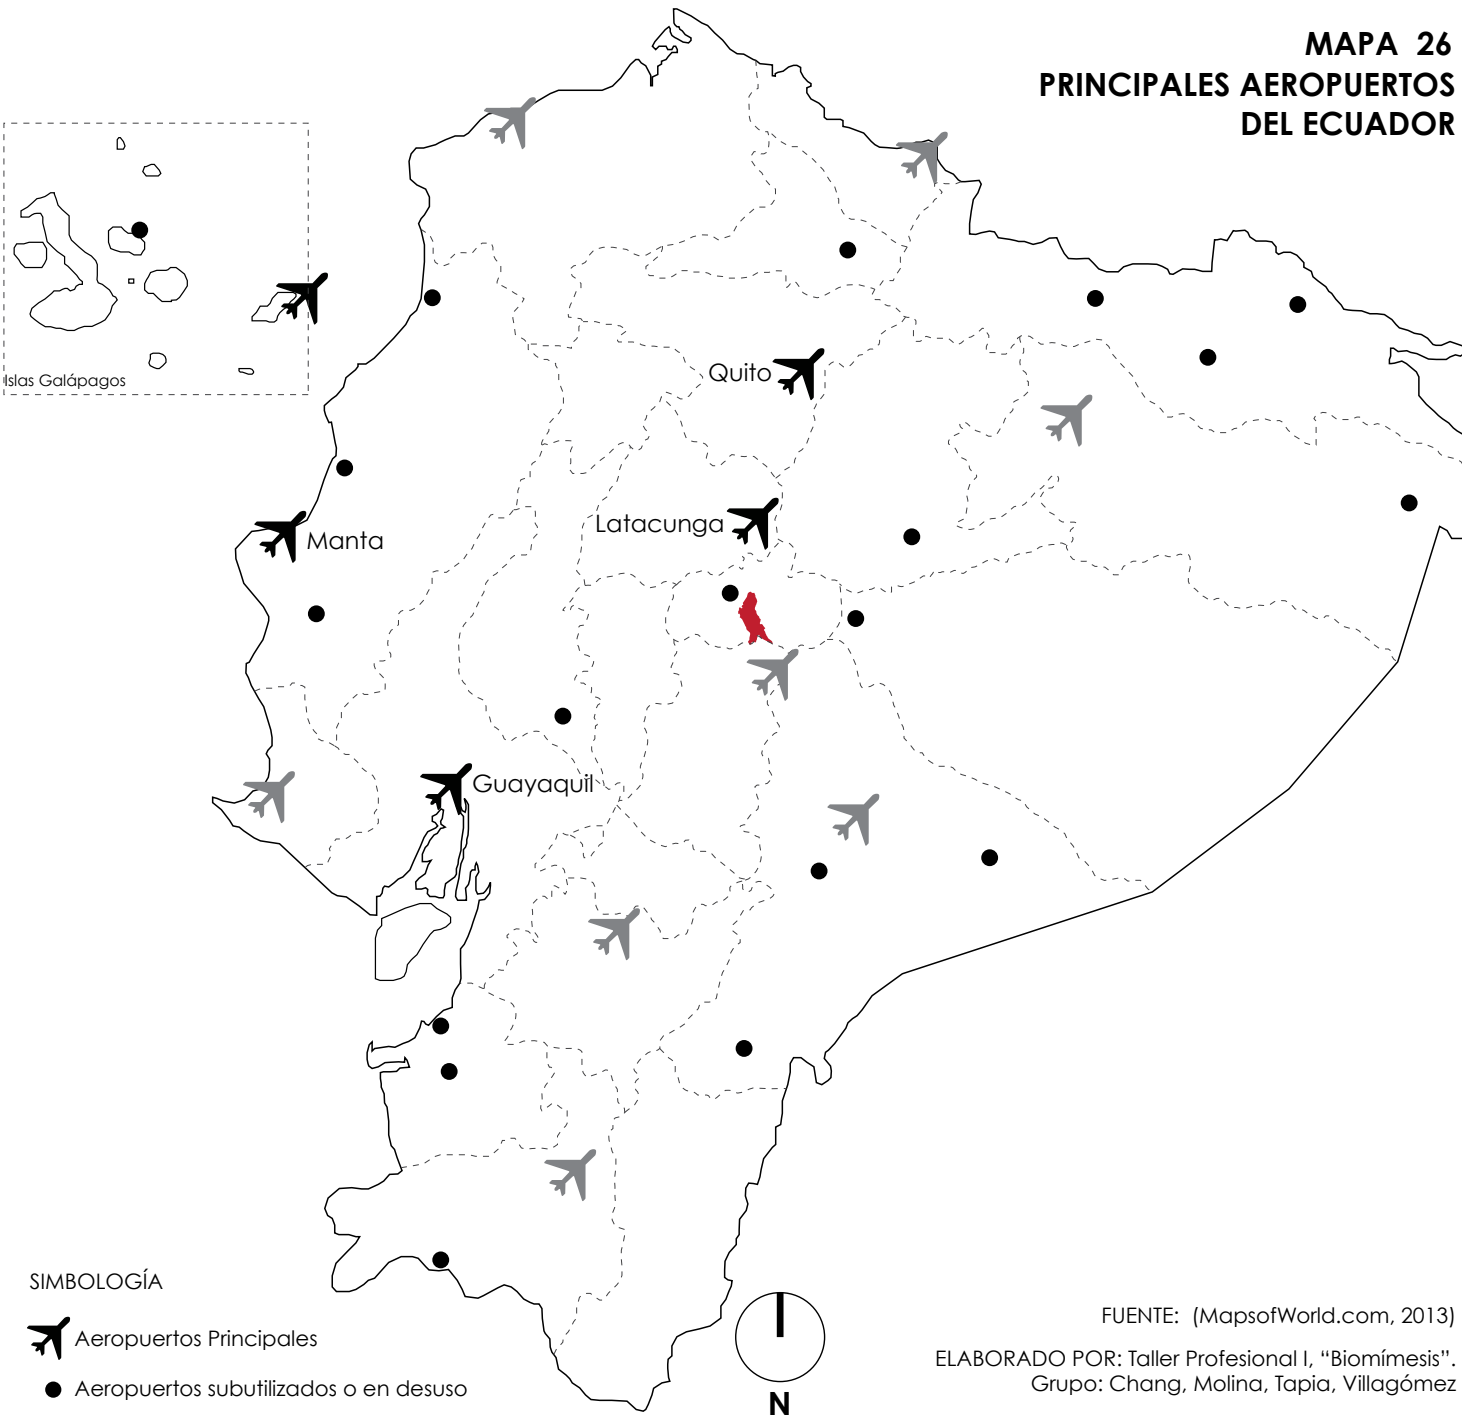 MAPA 26
PRINCIPALES AEROPUERTOS
DEL ECUADOR
Islas Galápagos
Quito
Latacunga
Manta
Guayaquil
SIMBOLOGÍA
Aeropuertos Principales
Aeropuertos subutilizados o en desuso
N
FUENTE: (MapsofWorld.com, 2013)
ELABORADO POR: Taller Profesional I, “Biomímesis”.
Grupo: Chang, Molina, Tapia, Villagómez